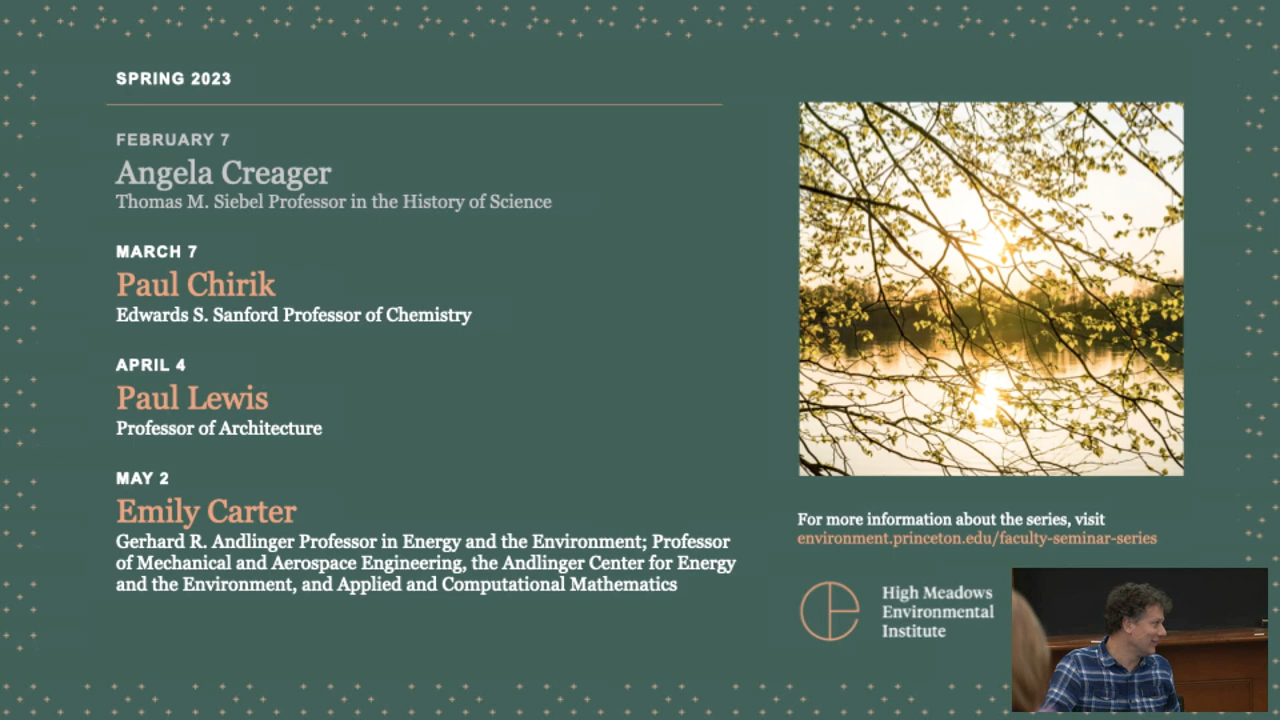 SPRING 2023
FEBRUARY 7
Angela Creager
Thomas M. Siebel Professor in the History of Science
MARCH 7
Paul Chirik
Edwards S. Sanford Professor of Chemistry
APRIL 4
Paul Lewis
Professor of Architecture
MAY 2
Emily Carter
Gerhard R. Andlinger Professor in Energy and the Environment; Professor
of Mechanical and Aerospace Engineering, the Andlinger Center for Energy
and the Environment, and Applied and Computational Mathematics
For more information about the series, visit
environment.princeton.edu/faculty-seminar-series
High Meadows
Environmental
Institute